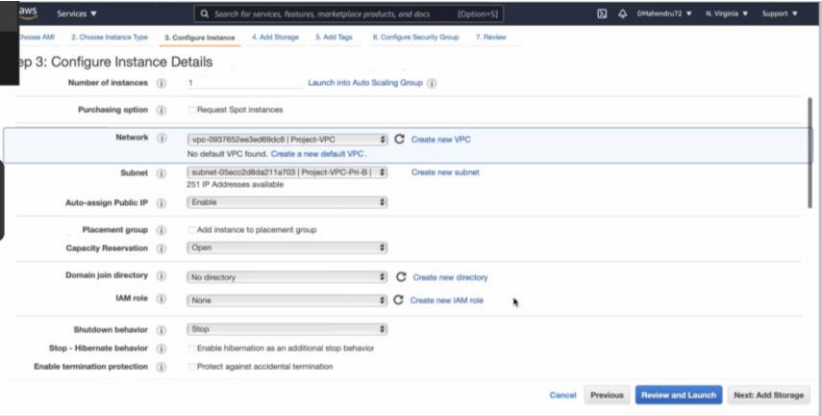 aws Services Search for services, features, marketplace products, and docs [Option+S] DMahendru72 N. Virginia Support
Choose AMI 2. Choose Instance Type 3. Configure Instance 4. Add Storage 5. Add Tags 6. Configure Security Group 7. Review
ep 3: Configure Instance Details
Number of instances 1 Launch into Auto Scaling Group
Purchasing option Request Spot instances
Network vpc-0937652ae3ed69dc8 | Project-VPC Create new VPC
No default VPC found. Create a new default VPC.
Subnet subnet-05ecc2d8da211a703 | Project-VPC-Pri-B | Create new subnet
251 IP Addresses available
Auto-assign Public IP Enable
Placement group Add instance to placement group
Capacity Reservation Open
Domain join directory No directory Create new directory
IAM role None Create new IAM role
Shutdown behavior Stop
Stop - Hibernate behavior Enable hibernation as an additional stop behavior
Enable termination protection Protect against accidental termination
Cancel Previous Review and Launch Next: Add Storage